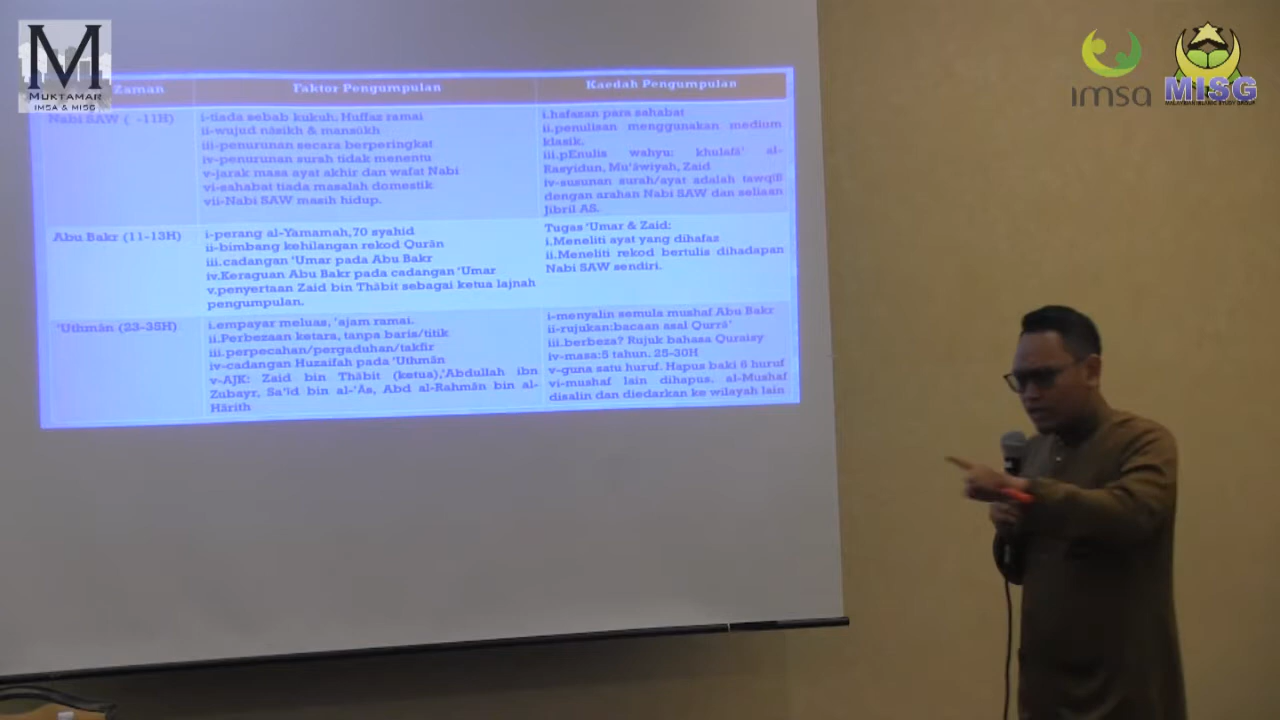 M
MUKTAMAR
IMSA & MISG
imsa
MISG
MALAYSIAN ISLAMIC STUDY GROUP
Zaman
Faktor Pengumpulan
Kaedah Pengumpulan
Nabi SAW ( -11H)
i-tiada sebab kukuh. Huffaz ramai
ii-wujud nāsikh & mansūkh
iii-penurunan secara berperingkat
iv-penurunan surah tidak menentu
v-jarak masa ayat akhir dan wafat Nabi
vi-sahabat tiada masalah domestik
vii-Nabi SAW masih hidup.
i.hafazan para sahabat
ii.penulisan menggunakan medium
klasik.
iii.pEnulis wahyu: khulafā' al-
Rasyidun, Mu'āwiyah, Zaid
iv-susunan surah/ayat adalah
dengan arahan Nabi SAW dan seliaan
Jibril AS.
Abu Bakr (11-13H)
i-perang al-Yamamah,70 syahid
ii-bimbang kehilangan rekod Qurān
iii.cadangan 'Umar pada Abu Bakr
iv.Keraguan Abu Bakr pada cadangan 'Umar
v.penyertaan Zaid bin Thābit sebagai ketua lajnah
pengumpulan.
Tugas 'Umar & Zaid:
i.Meneliti ayat yang dihafaz
ii.Meneliti rekod bertulis dihadapan
Nabi SAW sendiri.
'Uthmān (23-35H)
i.empayar meluas, 'ajam ramai.
ii.Perbezaan ketara, tanpa baris/titik
iii.perpecahan/pergaduhan/takfir
iv-cadangan Huzaifah pada 'Uthmān
v-AJK: Zaid bin Thābit (ketua),'Abdullah ibn
Zubayr, Sa'īd bin al-'Ās, Abd al-Rahmān bin al-
Hārith
i-menyalin semula mushaf Abu Bakr
ii-rujukan:bacaan asal Qurrā'
iii.berbeza? Rujuk bahasa Quraisy
iv-masa:5 tahun. 25-30H
v-guna satu huruf. Hapus baki 6 huruf
vi-mushaf lain dihapus, al-Mushaf
disalin dan diedarkan ke wilayah lain